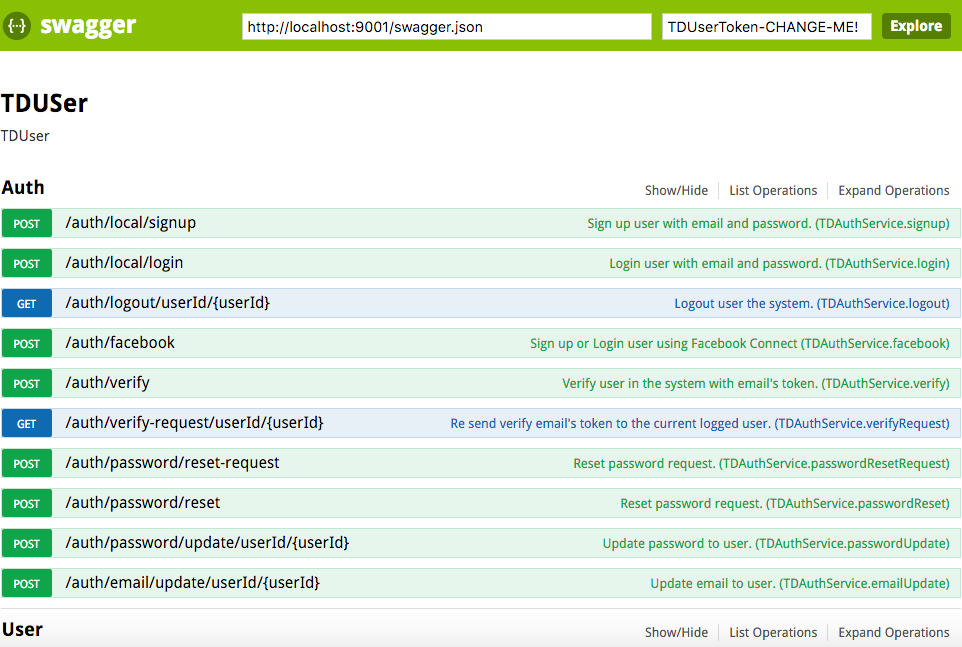 {···} swagger http://localhost:9001/swagger.json TDUserToken-CHANGE-ME! Explore
TDUSer
TDUser
Auth Show/Hide List Operations Expand Operations
POST /auth/local/signup Sign up user with email and password. (TDAuthService.signup)
POST /auth/local/login Login user with email and password. (TDAuthService.login)
GET /auth/logout/userId/{userId} Logout user the system. (TDAuthService.logout)
POST /auth/facebook Sign up or Login user using Facebook Connect (TDAuthService.facebook)
POST /auth/verify Verify user in the system with email's token. (TDAuthService.verify)
GET /auth/verify-request/userId/{userId} Re send verify email's token to the current logged user. (TDAuthService.verifyRequest)
POST /auth/password/reset-request Reset password request. (TDAuthService.passwordResetRequest)
POST /auth/password/reset Reset password request. (TDAuthService.passwordReset)
POST /auth/password/update/userId/{userId} Update password to user. (TDAuthService.passwordUpdate)
POST /auth/email/update/userId/{userId} Update email to user. (TDAuthService.emailUpdate)
User Show/Hide List Operations Expand Operations